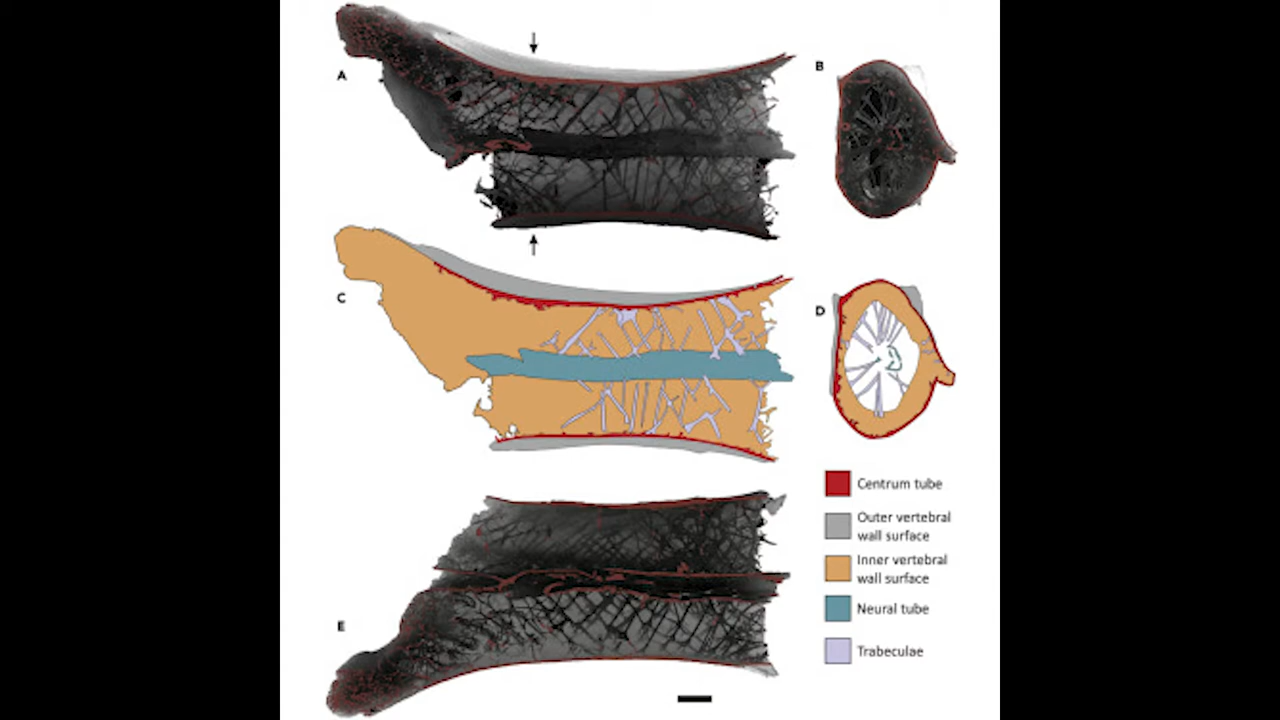 A
B
C
D
Centrum tube
Outer vertebral
wall surface
Inner vertebral
wall surface
Neural tube
E
Trabeculae